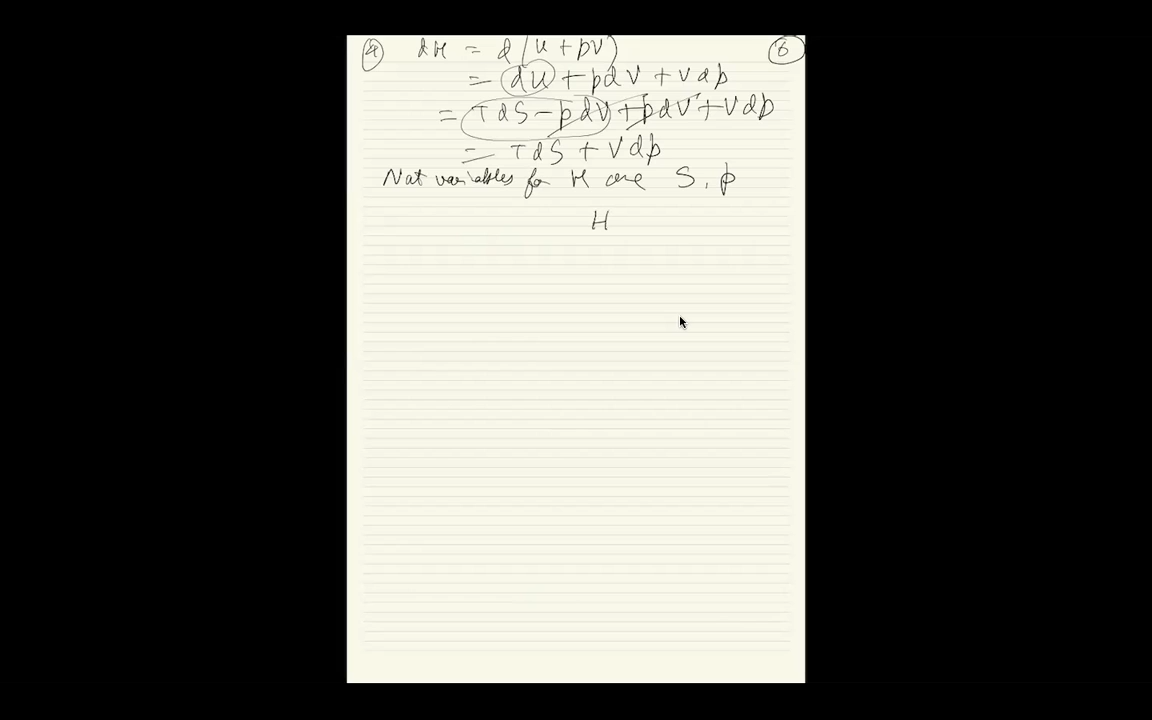 ④ dH = d(U + pV) ⑥
= dU + pdV + Vdp
= TdS - pdV + pdV + Vdp
= TdS + Vdp
Nat variables for H are S, p
H